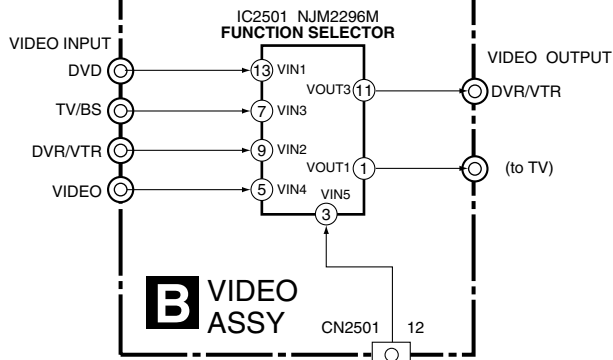 IC2501 NJM2296M
FUNCTION SELECTOR
VIDEO INPUT
VIDEO OUTPUT
DVD
13 VIN1
VOUT3 11
DVR/VTR
TV/BS
7 VIN3
DVR/VTR
9 VIN2
VOUT1 1
(to TV)
VIDEO
5 VIN4
VIN5
3
B VIDEO
ASSY
CN2501 12